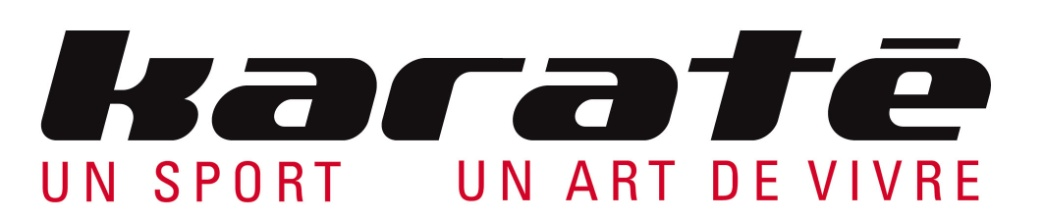 karatē
UN SPORT UN ART DE VIVRE